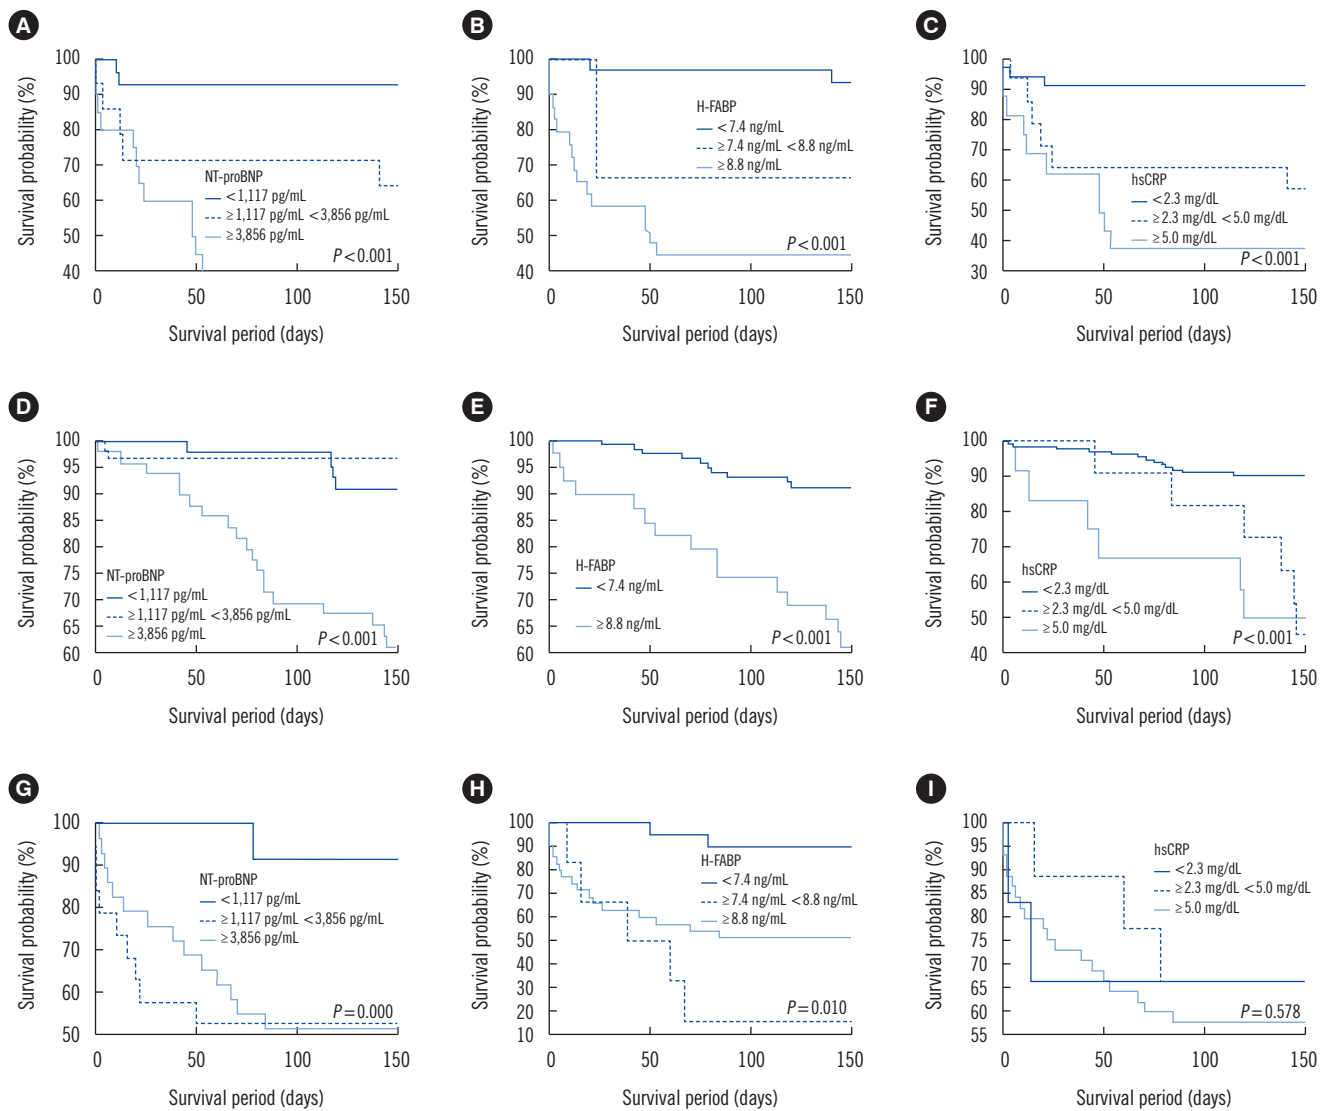 A
Survival probability (%)
100
90
80
70
60
50
40
NT-proBNP
<1,117 pg/mL
≥1,117 pg/mL <3,856 pg/mL
≥3,856 pg/mL
P<0.001
0 50 100 150
Survival period (days)
B
Survival probability (%)
100
90
80
70
60
50
40
H-FABP
<7.4 ng/mL
≥7.4 ng/mL <8.8 ng/mL
≥8.8 ng/mL
P<0.001
0 50 100 150
Survival period (days)
C
Survival probability (%)
100
90
80
70
60
50
40
30
hsCRP
<2.3 mg/dL
≥2.3 mg/dL <5.0 mg/dL
≥5.0 mg/dL
P<0.001
0 50 100 150
Survival period (days)
D
Survival probability (%)
100
95
90
85
80
75
70
65
60
NT-proBNP
<1,117 pg/mL
≥1,117 pg/mL <3,856 pg/mL
≥3,856 pg/mL
P<0.001
0 50 100 150
Survival period (days)
E
Survival probability (%)
100
95
90
85
80
75
70
65
60
H-FABP
<7.4 ng/mL
≥8.8 ng/mL
P<0.001
0 50 100 150
Survival period (days)
F
Survival probability (%)
100
90
80
70
60
50
40
hsCRP
<2.3 mg/dL
≥2.3 mg/dL <5.0 mg/dL
≥5.0 mg/dL
P<0.001
0 50 100 150
Survival period (days)
G
Survival probability (%)
100
90
80
70
60
50
NT-proBNP
<1,117 pg/mL
≥1,117 pg/mL <3,856 pg/mL
≥3,856 pg/mL
P=0.000
0 50 100 150
Survival period (days)
H
Survival probability (%)
100
90
80
70
60
50
40
30
20
10
H-FABP
<7.4 ng/mL
≥7.4 ng/mL <8.8 ng/mL
≥8.8 ng/mL
P=0.010
0 50 100 150
Survival period (days)
I
Survival probability (%)
100
95
90
85
80
75
70
65
60
55
hsCRP
<2.3 mg/dL
≥2.3 mg/dL <5.0 mg/dL
≥5.0 mg/dL
P=0.578
0 50 100 150
Survival period (days)